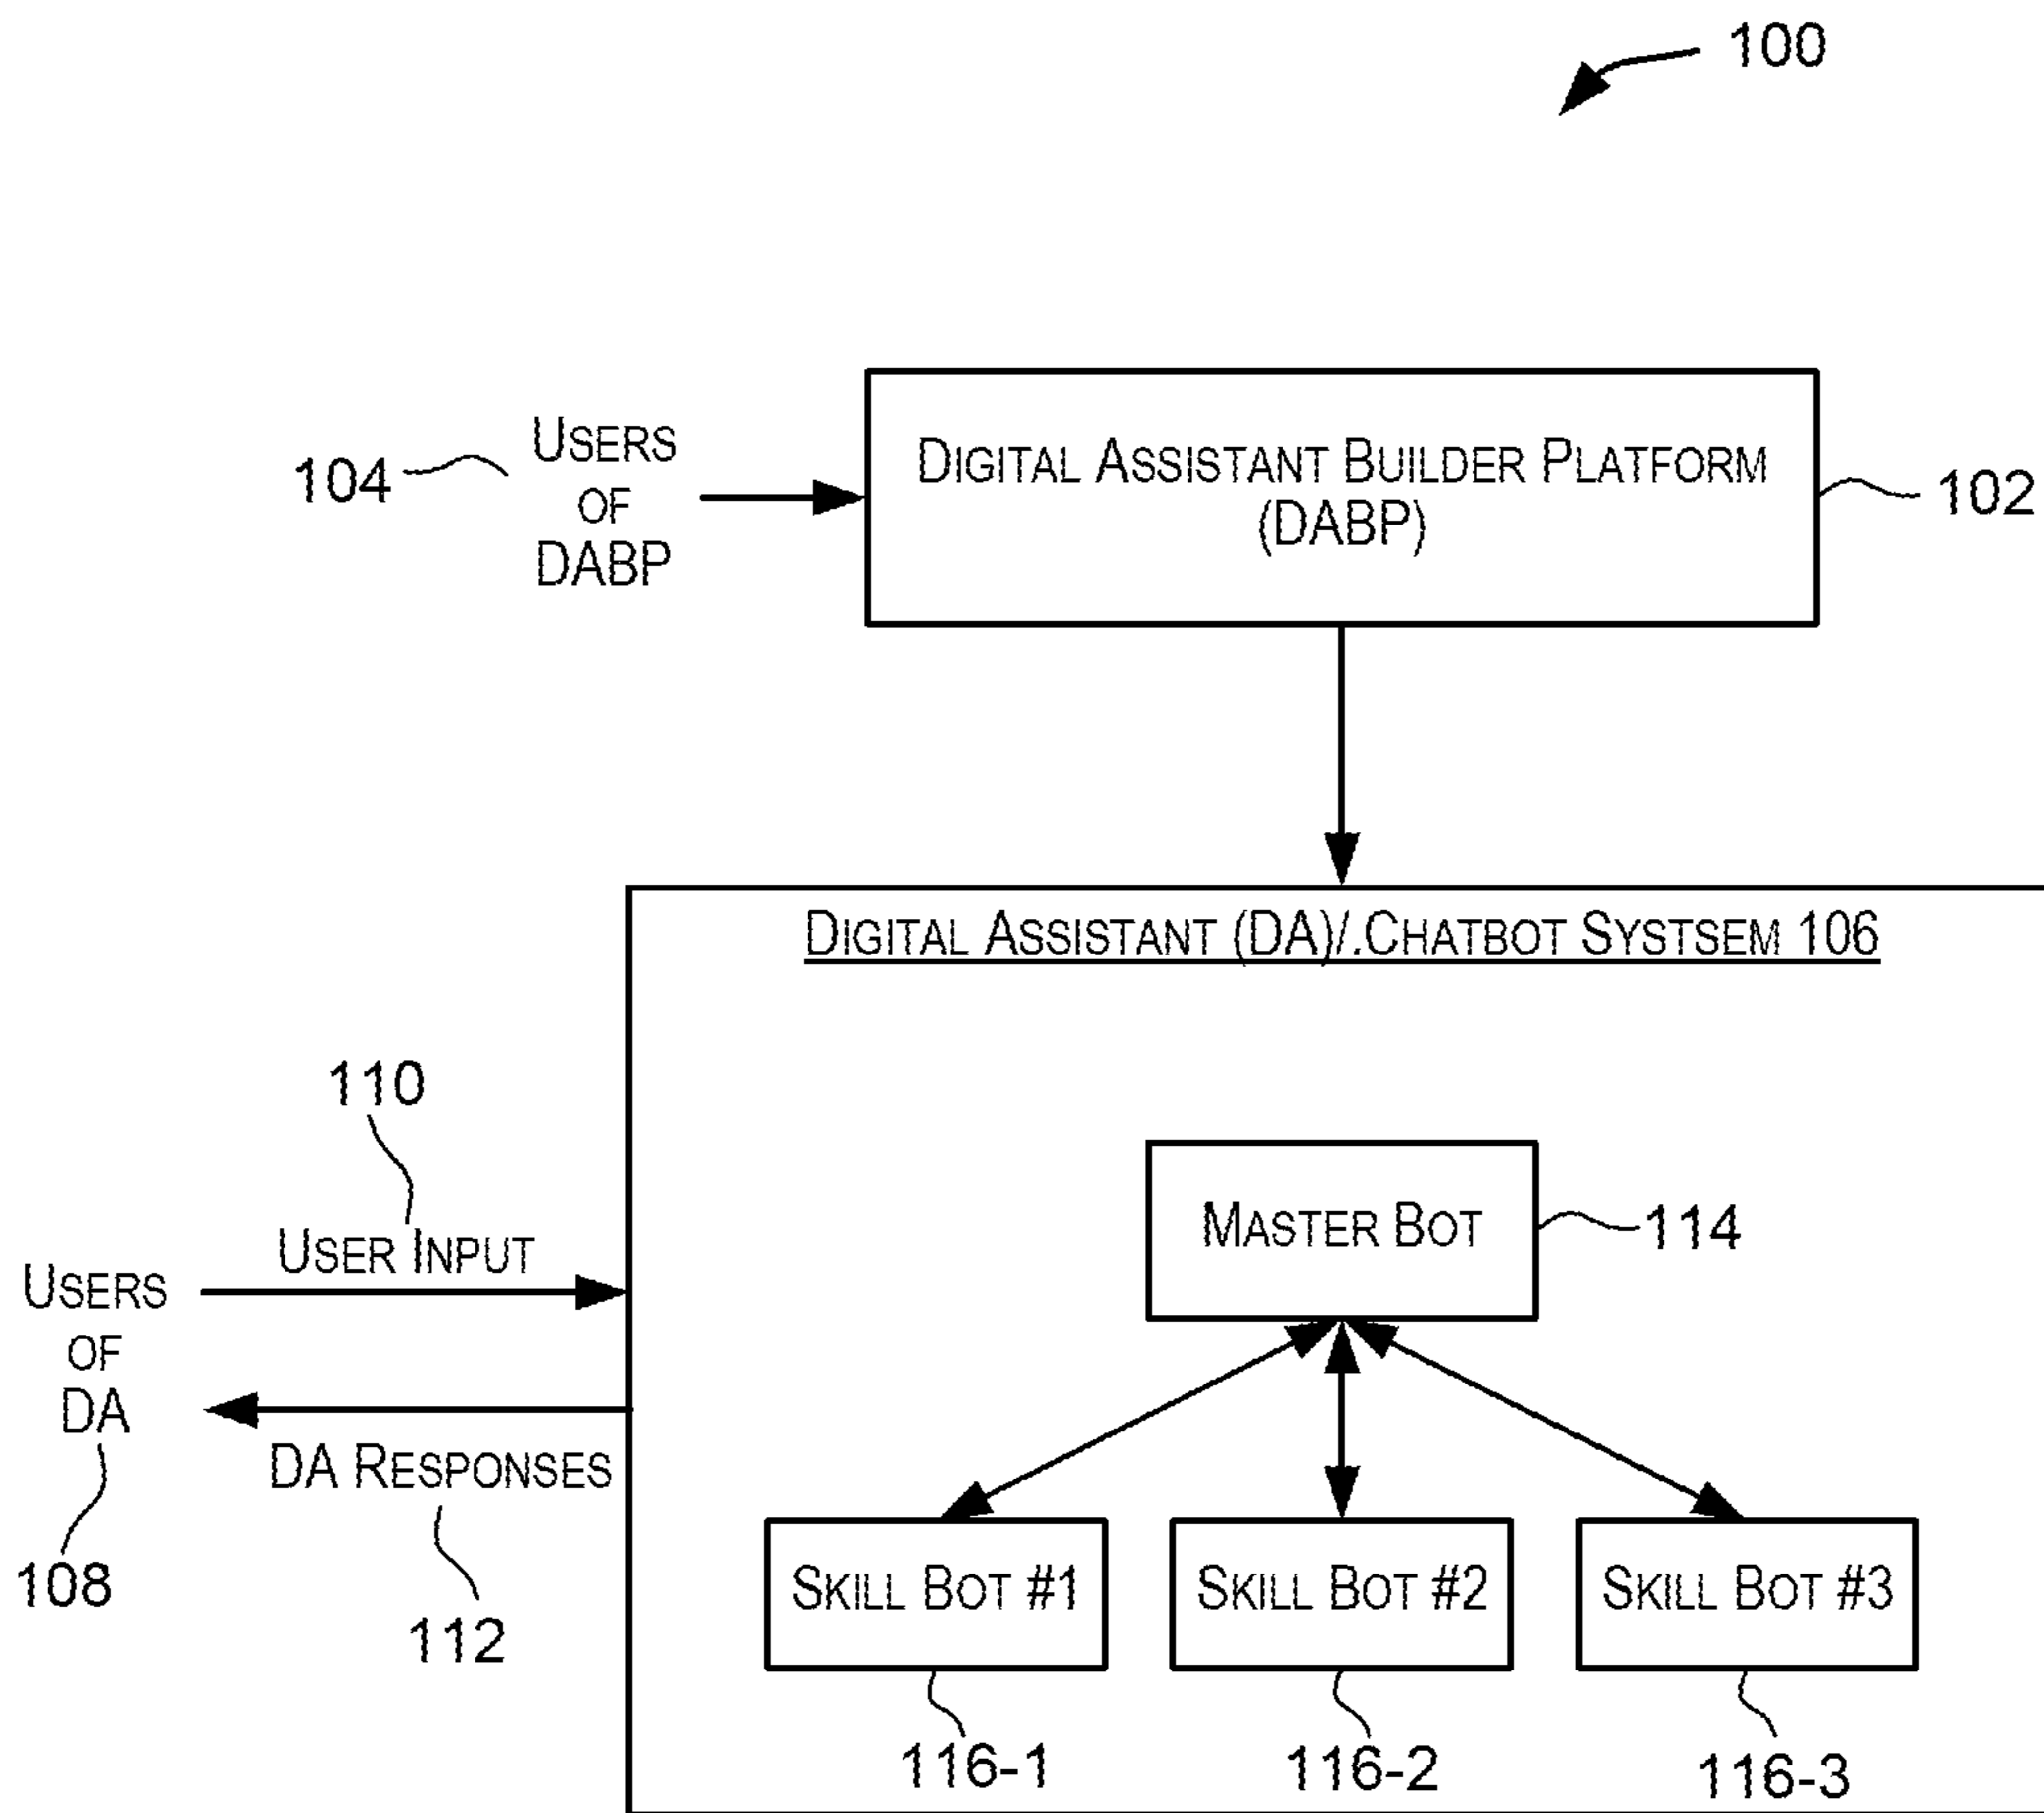 100
USERS
OF
DABP
104
DIGITAL ASSISTANT BUILDER PLATFORM
(DABP)
102
DIGITAL ASSISTANT (DA)/.CHATBOT SYSTSEM 106
110
USER INPUT
USERS
OF
DA
DA RESPONSES
108
112
MASTER BOT
114
SKILL BOT #1
SKILL BOT #2
SKILL BOT #3
116-1
116-2
116-3